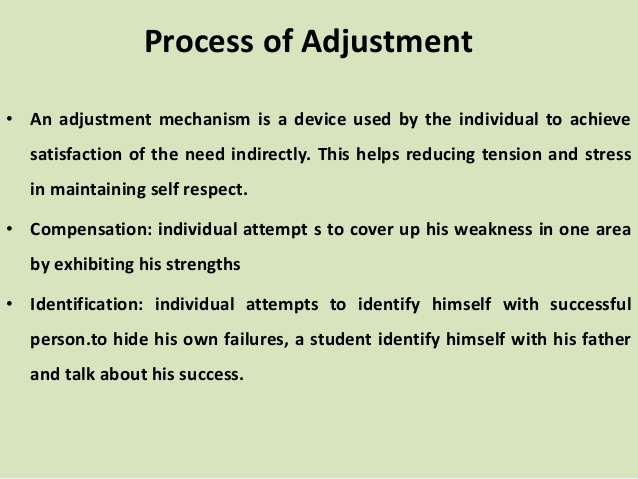 Process of Adjustment
• An adjustment mechanism is a device used by the individual to achieve
satisfaction of the need indirectly. This helps reducing tension and stress
in maintaining self respect.
• Compensation: individual attempt s to cover up his weakness in one area
by exhibiting his strengths
• Identification: individual attempts to identify himself with successful
person.to hide his own failures, a student identify himself with his father
and talk about his success.